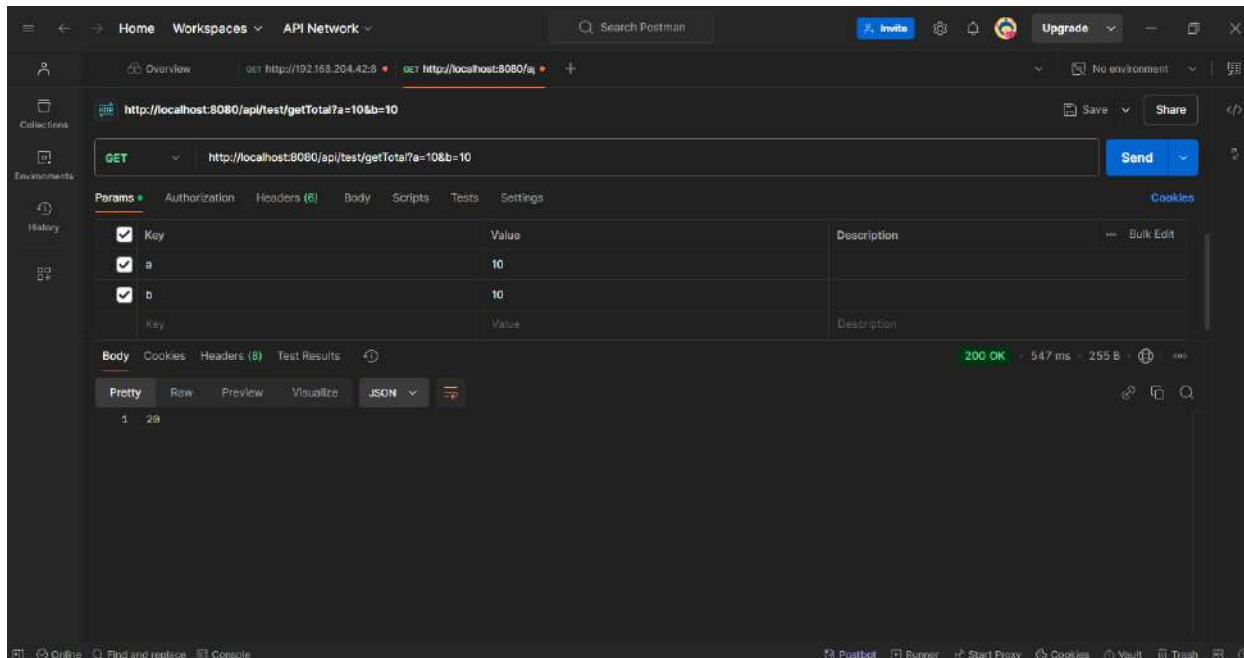 Home Workspaces API Network Search Postman Invite Upgrade
Overview GET http://192.168.204.42:8 GET http://localhost:8080/a No environment
http://localhost:8080/api/test/getTotal?a=10&b=10 Save Share
Collections
GET http://localhost:8080/api/test/getTotal?a=10&b=10 Send
Environments
Params Authorization Headers (6) Body Scripts Tests Settings Cookies
History
Key Value Description Bulk Edit
a 10
b 10
Key Value Description
Body Cookies Headers (8) Test Results 200 OK 547 ms 255 B
Pretty Raw Preview Visualize JSON
1 20
Online Find and replace Console Postbot Runner Start Proxy Cookies Vault Trash